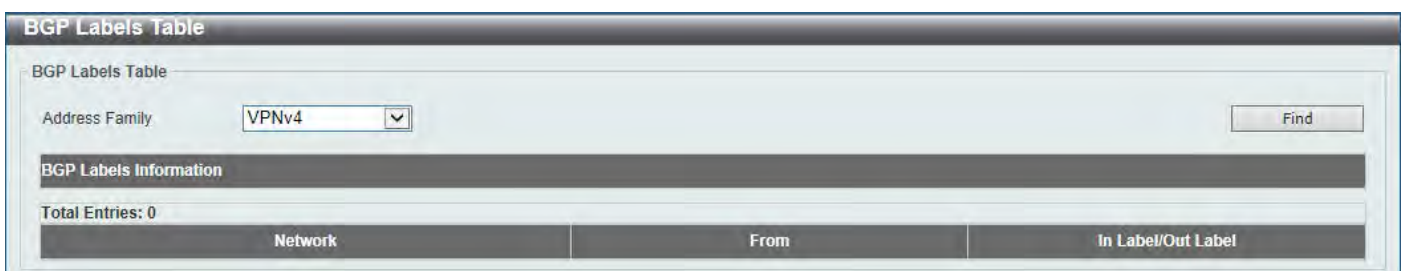 BGP Labels Table
BGP Labels Table
Address Family VPNv4 Find
BGP Labels Information
Total Entries: 0
Network From In Label/Out Label